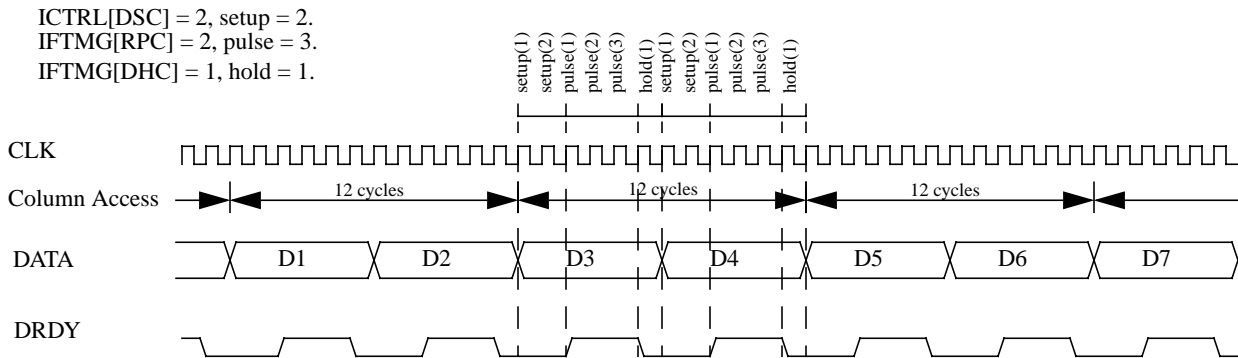 ICTRL[DSC] = 2, setup = 2.
IFTMG[RPC] = 2, pulse = 3.
IFTMG[DHC] = 1, hold = 1.
setup(1)
setup(2)
pulse(1)
pulse(2)
pulse(3)
hold(1)
setup(1)
setup(2)
pulse(1)
pulse(2)
pulse(3)
hold(1)
CLK
Column Access 12 cycles 12 cycles 12 cycles
DATA D1 D2 D3 D4 D5 D6 D7
DRDY